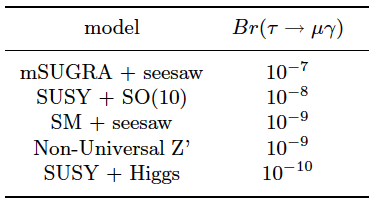 model Br(τ → μγ)
mSUGRA + seesaw 10⁻⁷
SUSY + SO(10) 10⁻⁸
SM + seesaw 10⁻⁹
Non-Universal Z' 10⁻⁹
SUSY + Higgs 10⁻¹⁰